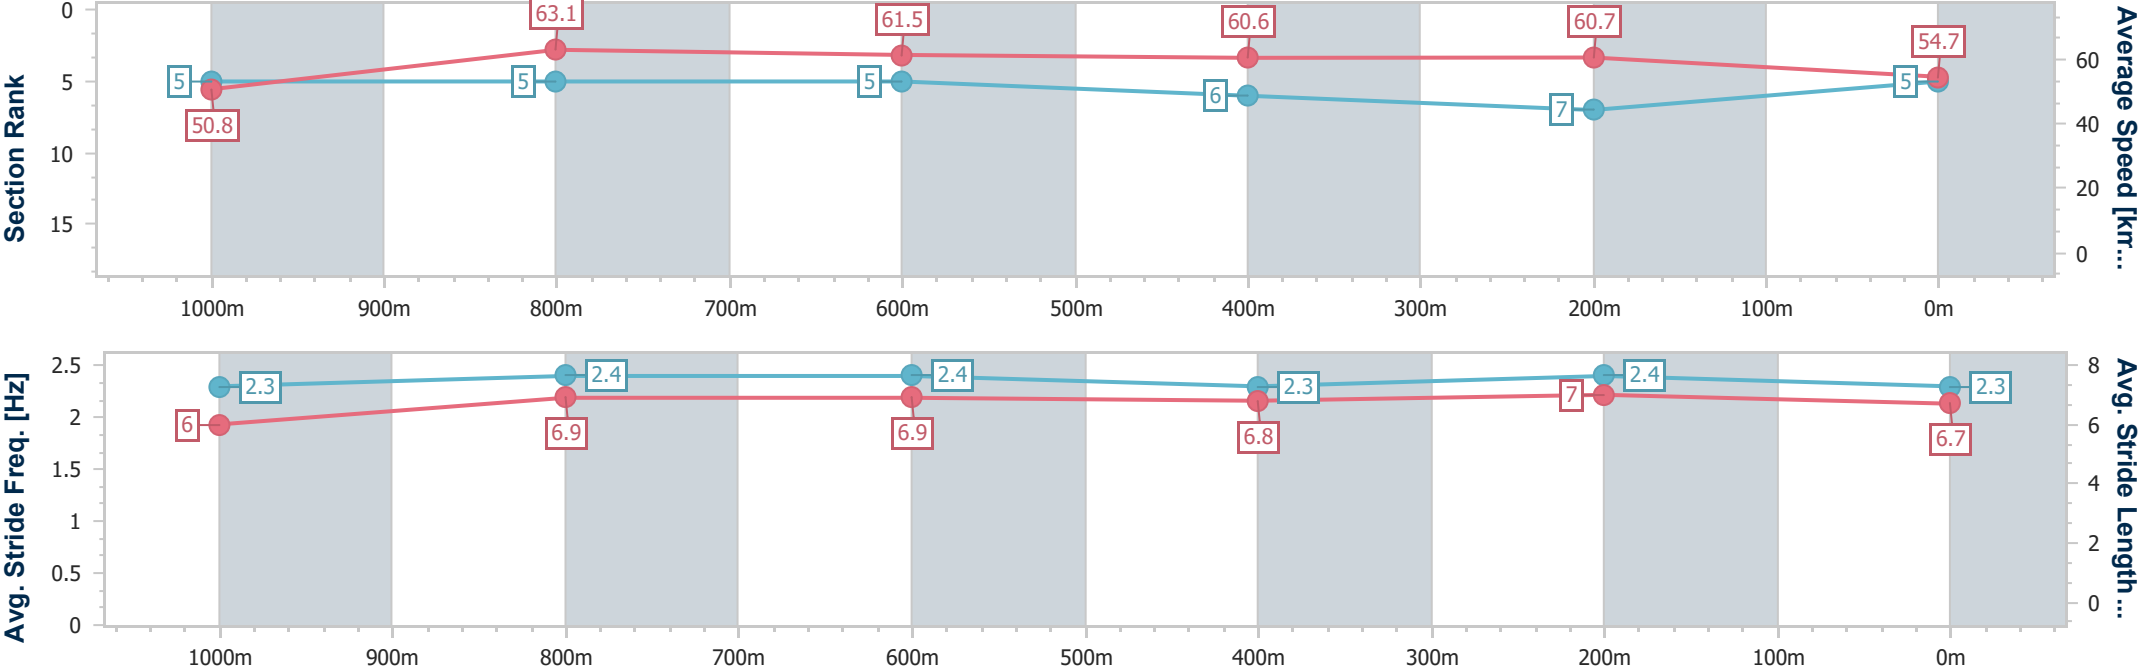 Section Rank
0
5
10
15
63.1
61.5
60.6
60.7
54.7
5
5
5
6
7
5
50.8
60
40
20
0
Average Speed [km...
1000m
900m
800m
700m
600m
500m
400m
300m
200m
100m
0m
Avg. Stride Freq. [Hz]
2.5
2
1.5
1
0.5
0
2.3
2.4
2.4
2.3
2.4
2.3
6
6.9
6.9
6.8
7
6.7
8
6
4
2
0
Avg. Stride Length ...
1000m
900m
800m
700m
600m
500m
400m
300m
200m
100m
0m